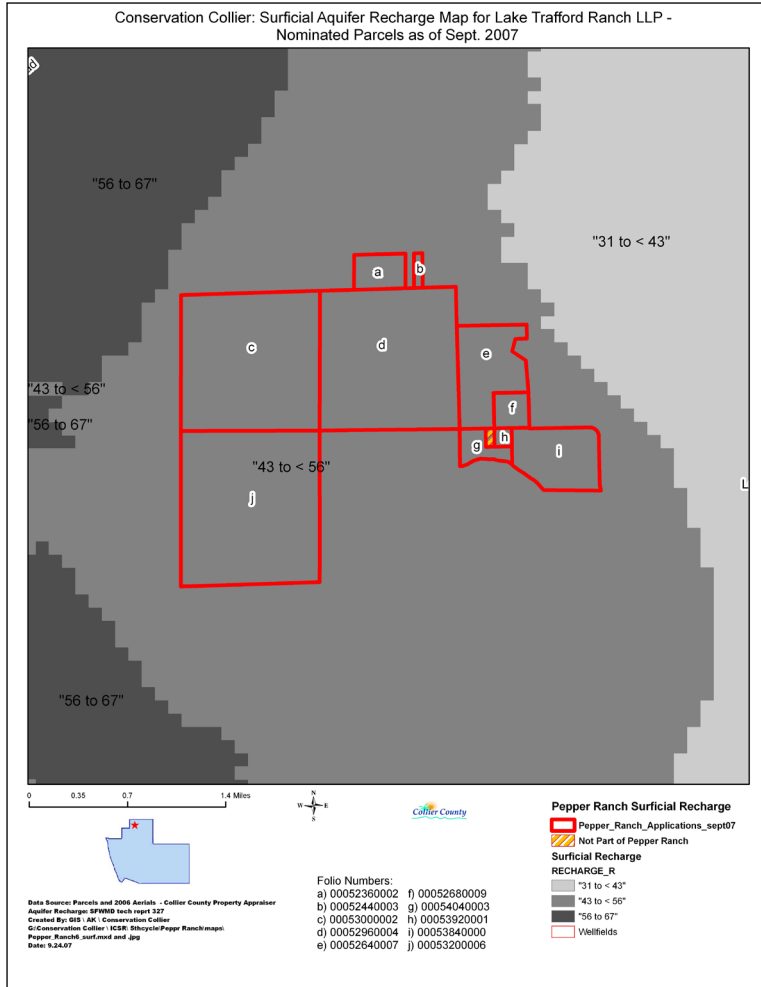 Conservation Collier: Surficial Aquifer Recharge Map for Lake Trafford Ranch LLP -
Nominated Parcels as of Sept. 2007
"56 to 67"
"31 to < 43"
a
b
c
d
e
"43 to < 56"
f
"56 to 67"
g
h
i
"43 to < 56"
L
j
"56 to 67"
0 0.35 0.7 1.4 Miles
N
W E
S
Collier County
Pepper Ranch Surficial Recharge
Pepper_Ranch_Applications_sept07
Not Part of Pepper Ranch
Surficial Recharge
RECHARGE_R
"31 to < 43"
"43 to < 56"
"56 to 67"
Wellfields
Folio Numbers:
a) 00052360002 f) 00052680009
b) 00052440003 g) 00054040003
c) 00053000002 h) 00053920001
d) 00052960004 i) 00053840000
e) 00052640007 j) 00053200006
Data Source: Parcels and 2006 Aerials - Collier County Property Appraiser
Aquifer Recharge: SFWMD tech reprt 327
Created By: GIS \ AK \ Conservation Collier
G:\Conservation Collier \ ICSR\ 5thcycle\Peppr Ranch\maps\
Pepper_Ranch6_surf.mxd and .jpg
Date: 9.24.07